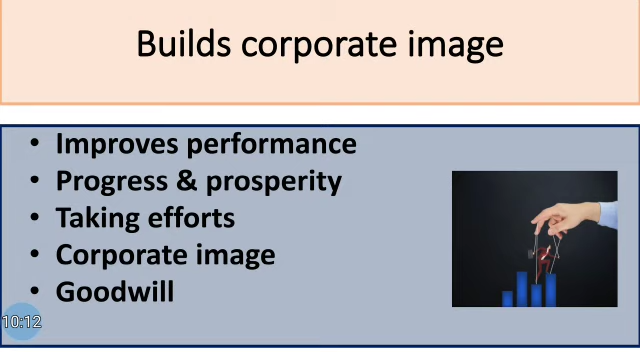 Builds corporate image
• Improves performance
• Progress & prosperity
• Taking efforts
• Corporate image
• Goodwill
10:12